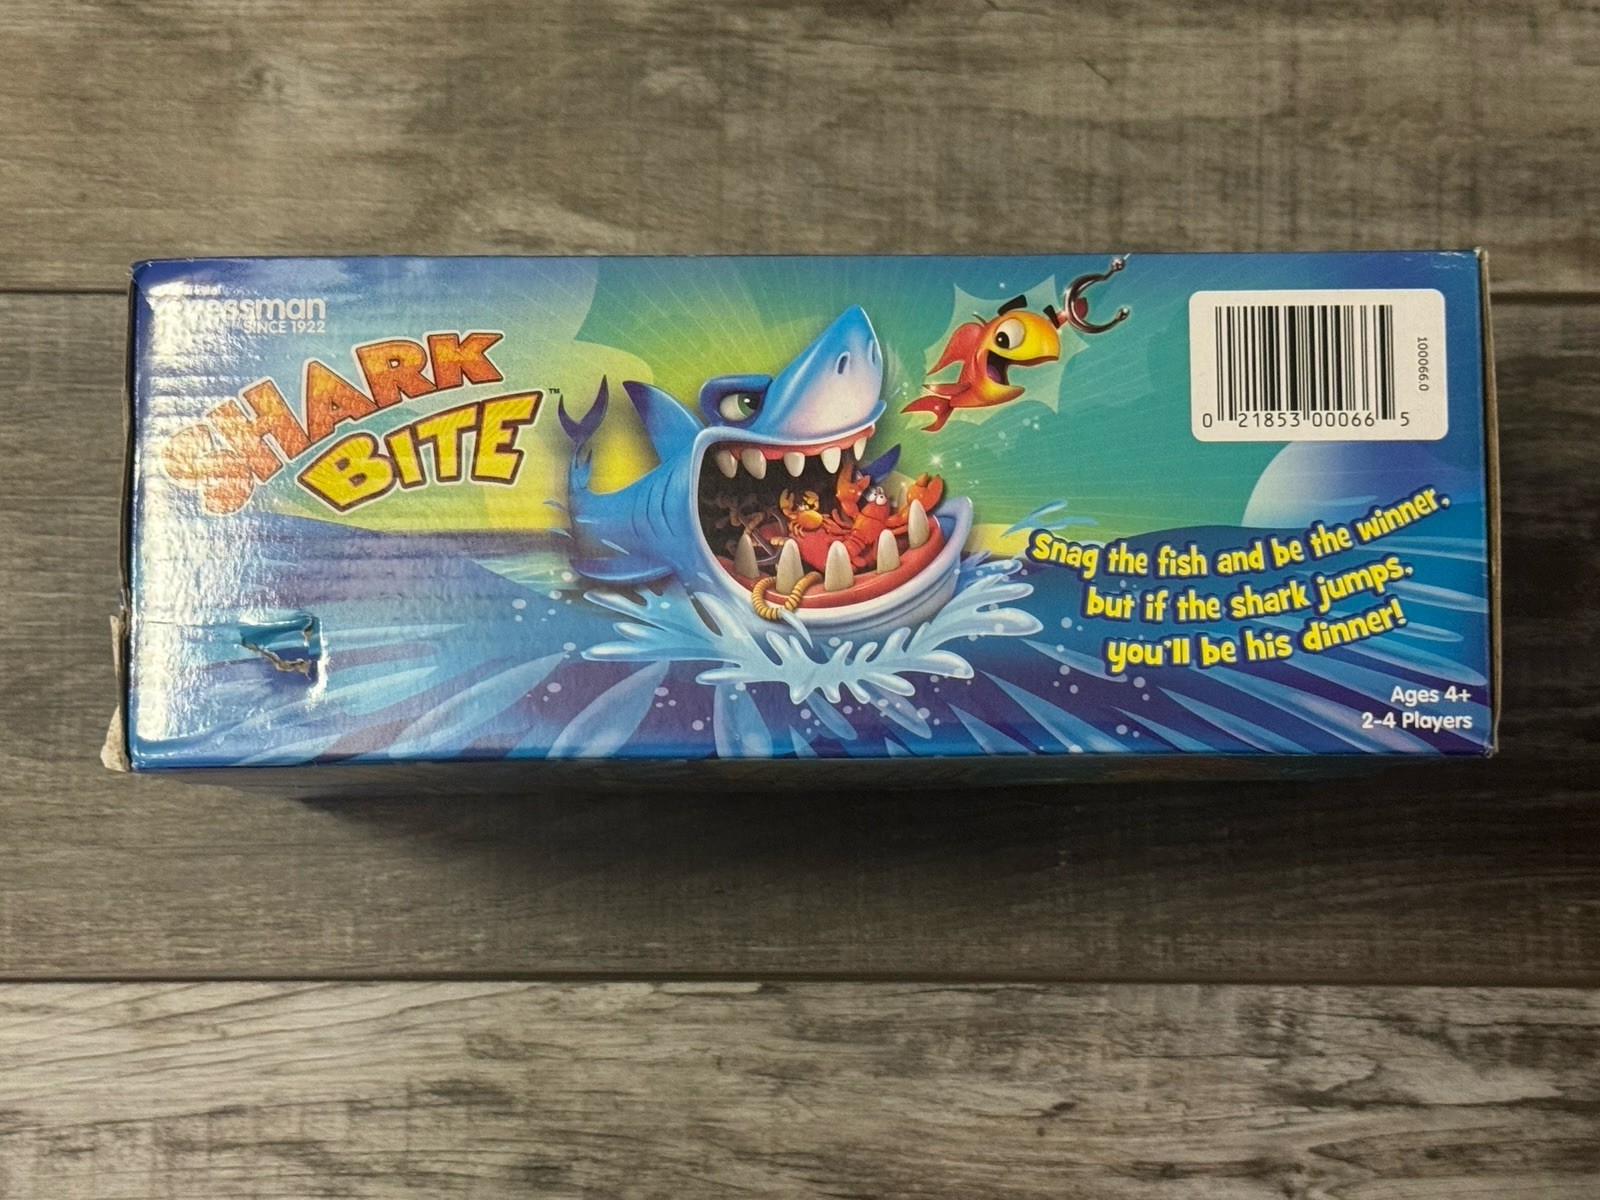 Pressman
SINCE 1922
SHARK
BITE™
0 21853 00066 5
100066.0
Snag the fish and be the winner,
but if the shark jumps,
you'll be his dinner!
Ages 4+
2-4 Players